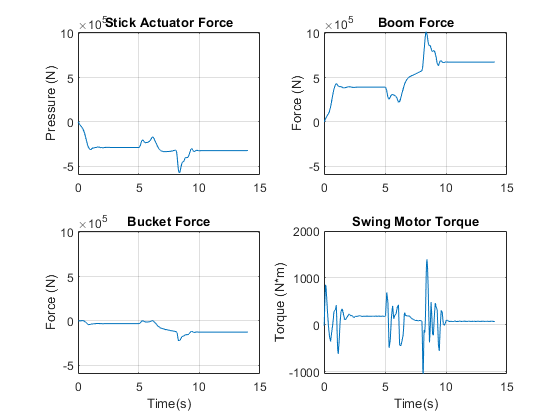 ×10^5 Stick Actuator Force
Pressure (N)
10
5
0
-5
0 5 10 15
×10^5 Boom Force
Force (N)
10
5
0
-5
0 5 10 15
×10^5 Bucket Force
Force (N)
10
5
0
-5
0 5 10 15
Time(s)
Swing Motor Torque
Torque (N*m)
2000
1000
0
-1000
0 5 10 15
Time(s)